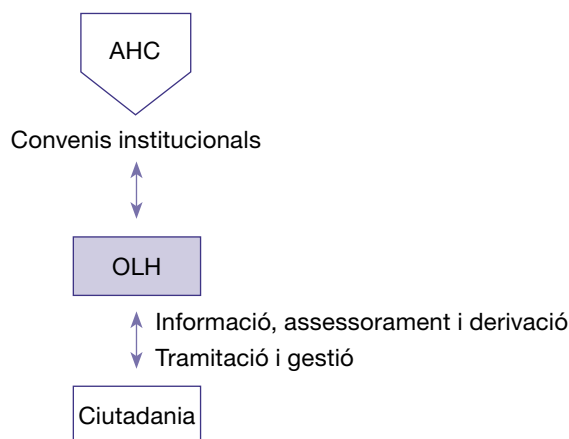 AHC
Convenis institucionals
OLH
Informació, assessorament i derivació
Tramitació i gestió
Ciutadania